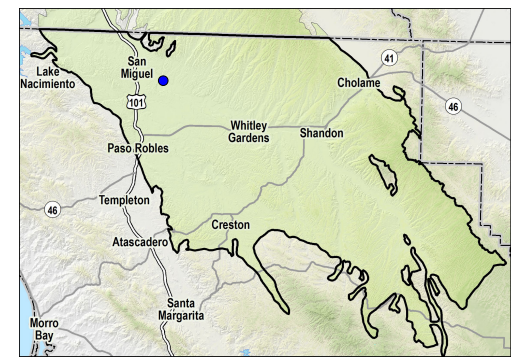 San
Miguel
Lake
Nacimiento
41
Cholame
101
46
Whitley
Gardens
Shandon
Paso Robles
Templeton
46
Creston
Atascadero
Santa
Margarita
Morro
Bay